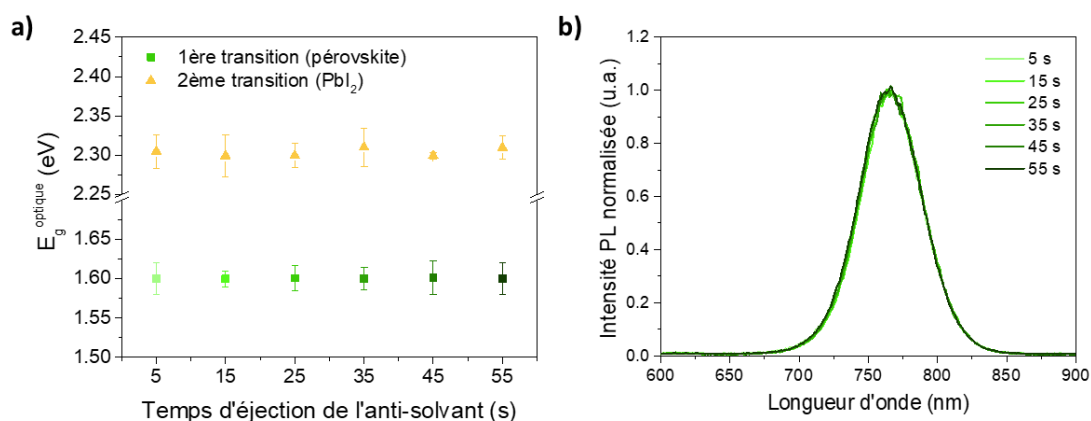 a)
E_g^optique (eV)
2.45
2.40
2.35
2.30
2.25
1.65
1.60
1.55
1.50
1ère transition (pérovskite)
2ème transition (PbI₂)
5 15 25 35 45 55
Temps d'éjection de l'anti-solvant (s)
b)
Intensité PL normalisée (u.a.)
1.2
1.0
0.8
0.6
0.4
0.2
0.0
5 s
15 s
25 s
35 s
45 s
55 s
600 650 700 750 800 850 900
Longueur d'onde (nm)